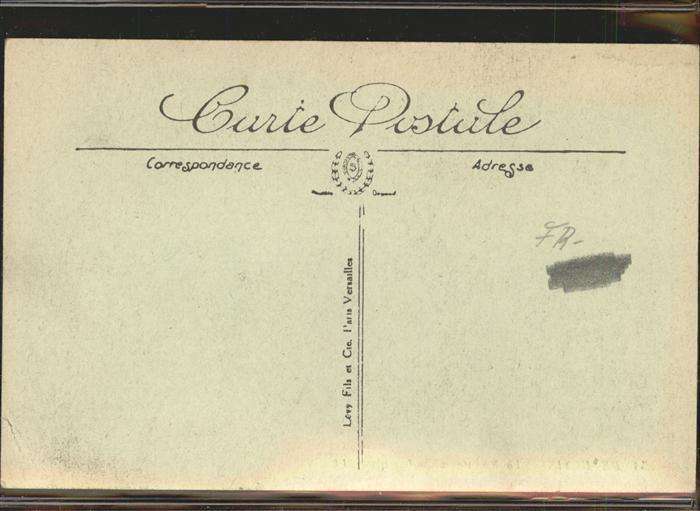 Carte Postale
Correspondance
Adresse
S
FR-
Lévy Fils et Cie. Paris Versailles